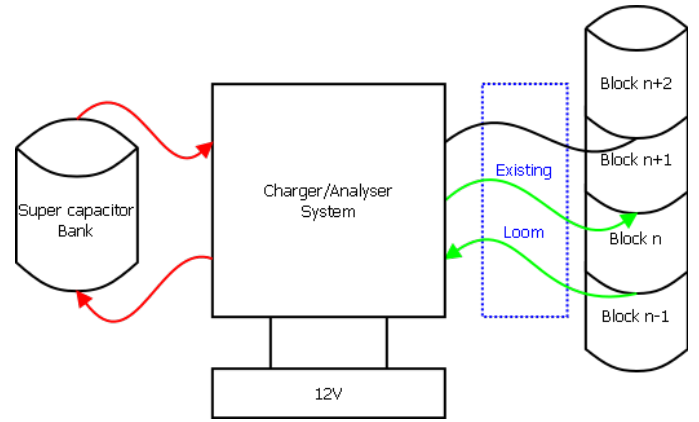 Super capacitor
Bank
Charger/Analyser
System
12V
Existing
Loom
Block n+2
Block n+1
Block n
Block n-1